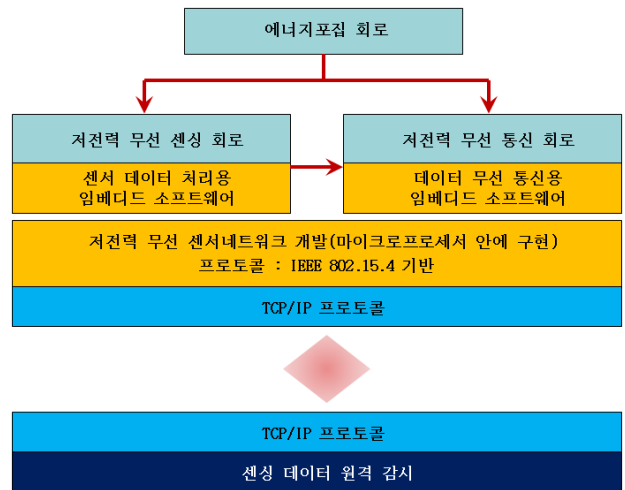 에너지포집 회로
저전력 무선 센싱 회로
저전력 무선 통신 회로
센서 데이터 처리용
임베디드 소프트웨어
데이터 무선 통신용
임베디드 소프트웨어
저전력 무선 센서네트워크 개발(마이크로프로세서 안에 구현)
프로토콜 : IEEE 802.15.4 기반
TCP/IP 프로토콜
TCP/IP 프로토콜
센싱 데이터 원격 감시